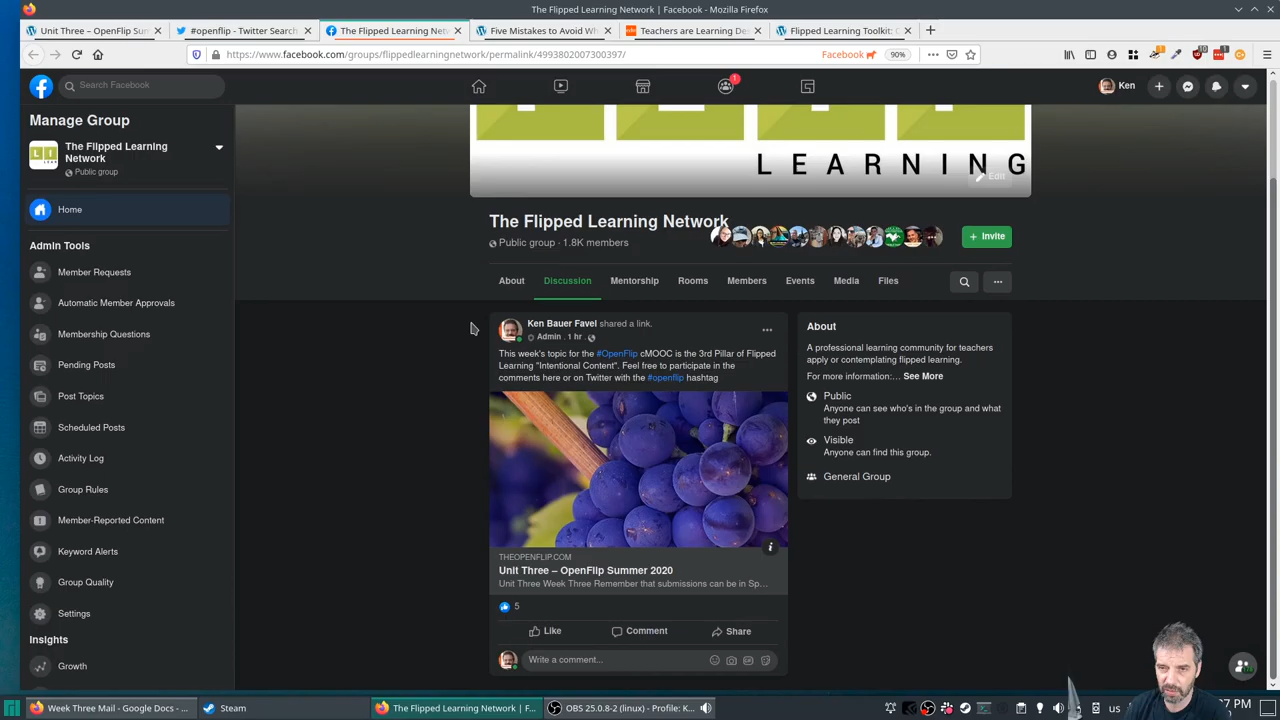 The Flipped Learning Network | Facebook - Mozilla Firefox
Unit Three – OpenFlip Sum
#openflip - Twitter Search
The Flipped Learning Netw
Five Mistakes to Avoid Wh
Teachers are Learning De
Flipped Learning Toolkit:
https://www.facebook.com/groups/flippedlearningnetwork/permalink/4993802007300397/
Facebook
90%
Search Facebook
1
Ken
Manage Group
The Flipped Learning
Network
Public group
Home
Admin Tools
Member Requests
Automatic Member Approvals
Membership Questions
Pending Posts
Post Topics
Scheduled Posts
Activity Log
Group Rules
Member-Reported Content
Keyword Alerts
Group Quality
Settings
Insights
Growth
LEARNING
Edit
The Flipped Learning Network
Public group · 1.8K members
+ Invite
About
Discussion
Mentorship
Rooms
Members
Events
Media
Files
Ken Bauer Favel shared a link.
Admin · 1 hr ·
This week's topic for the #OpenFlip cMOOC is the 3rd Pillar of Flipped
Learning "Intentional Content". Feel free to participate in the
comments here or on Twitter with the #openflip hashtag
THEOPENFLIP.COM
Unit Three – OpenFlip Summer 2020
Unit Three Week Three Remember that submissions can be in Sp...
5
Like
Comment
Share
Write a comment...
About
A professional learning community for teachers
apply or contemplating flipped learning.
For more information:... See More
Public
Anyone can see who's in the group and what
they post
Visible
Anyone can find this group.
General Group
Week Three Mail - Google Docs - ...
Steam
The Flipped Learning Network | F...
OBS 25.0.8-2 (linux) - Profile: K...
us
7 PM